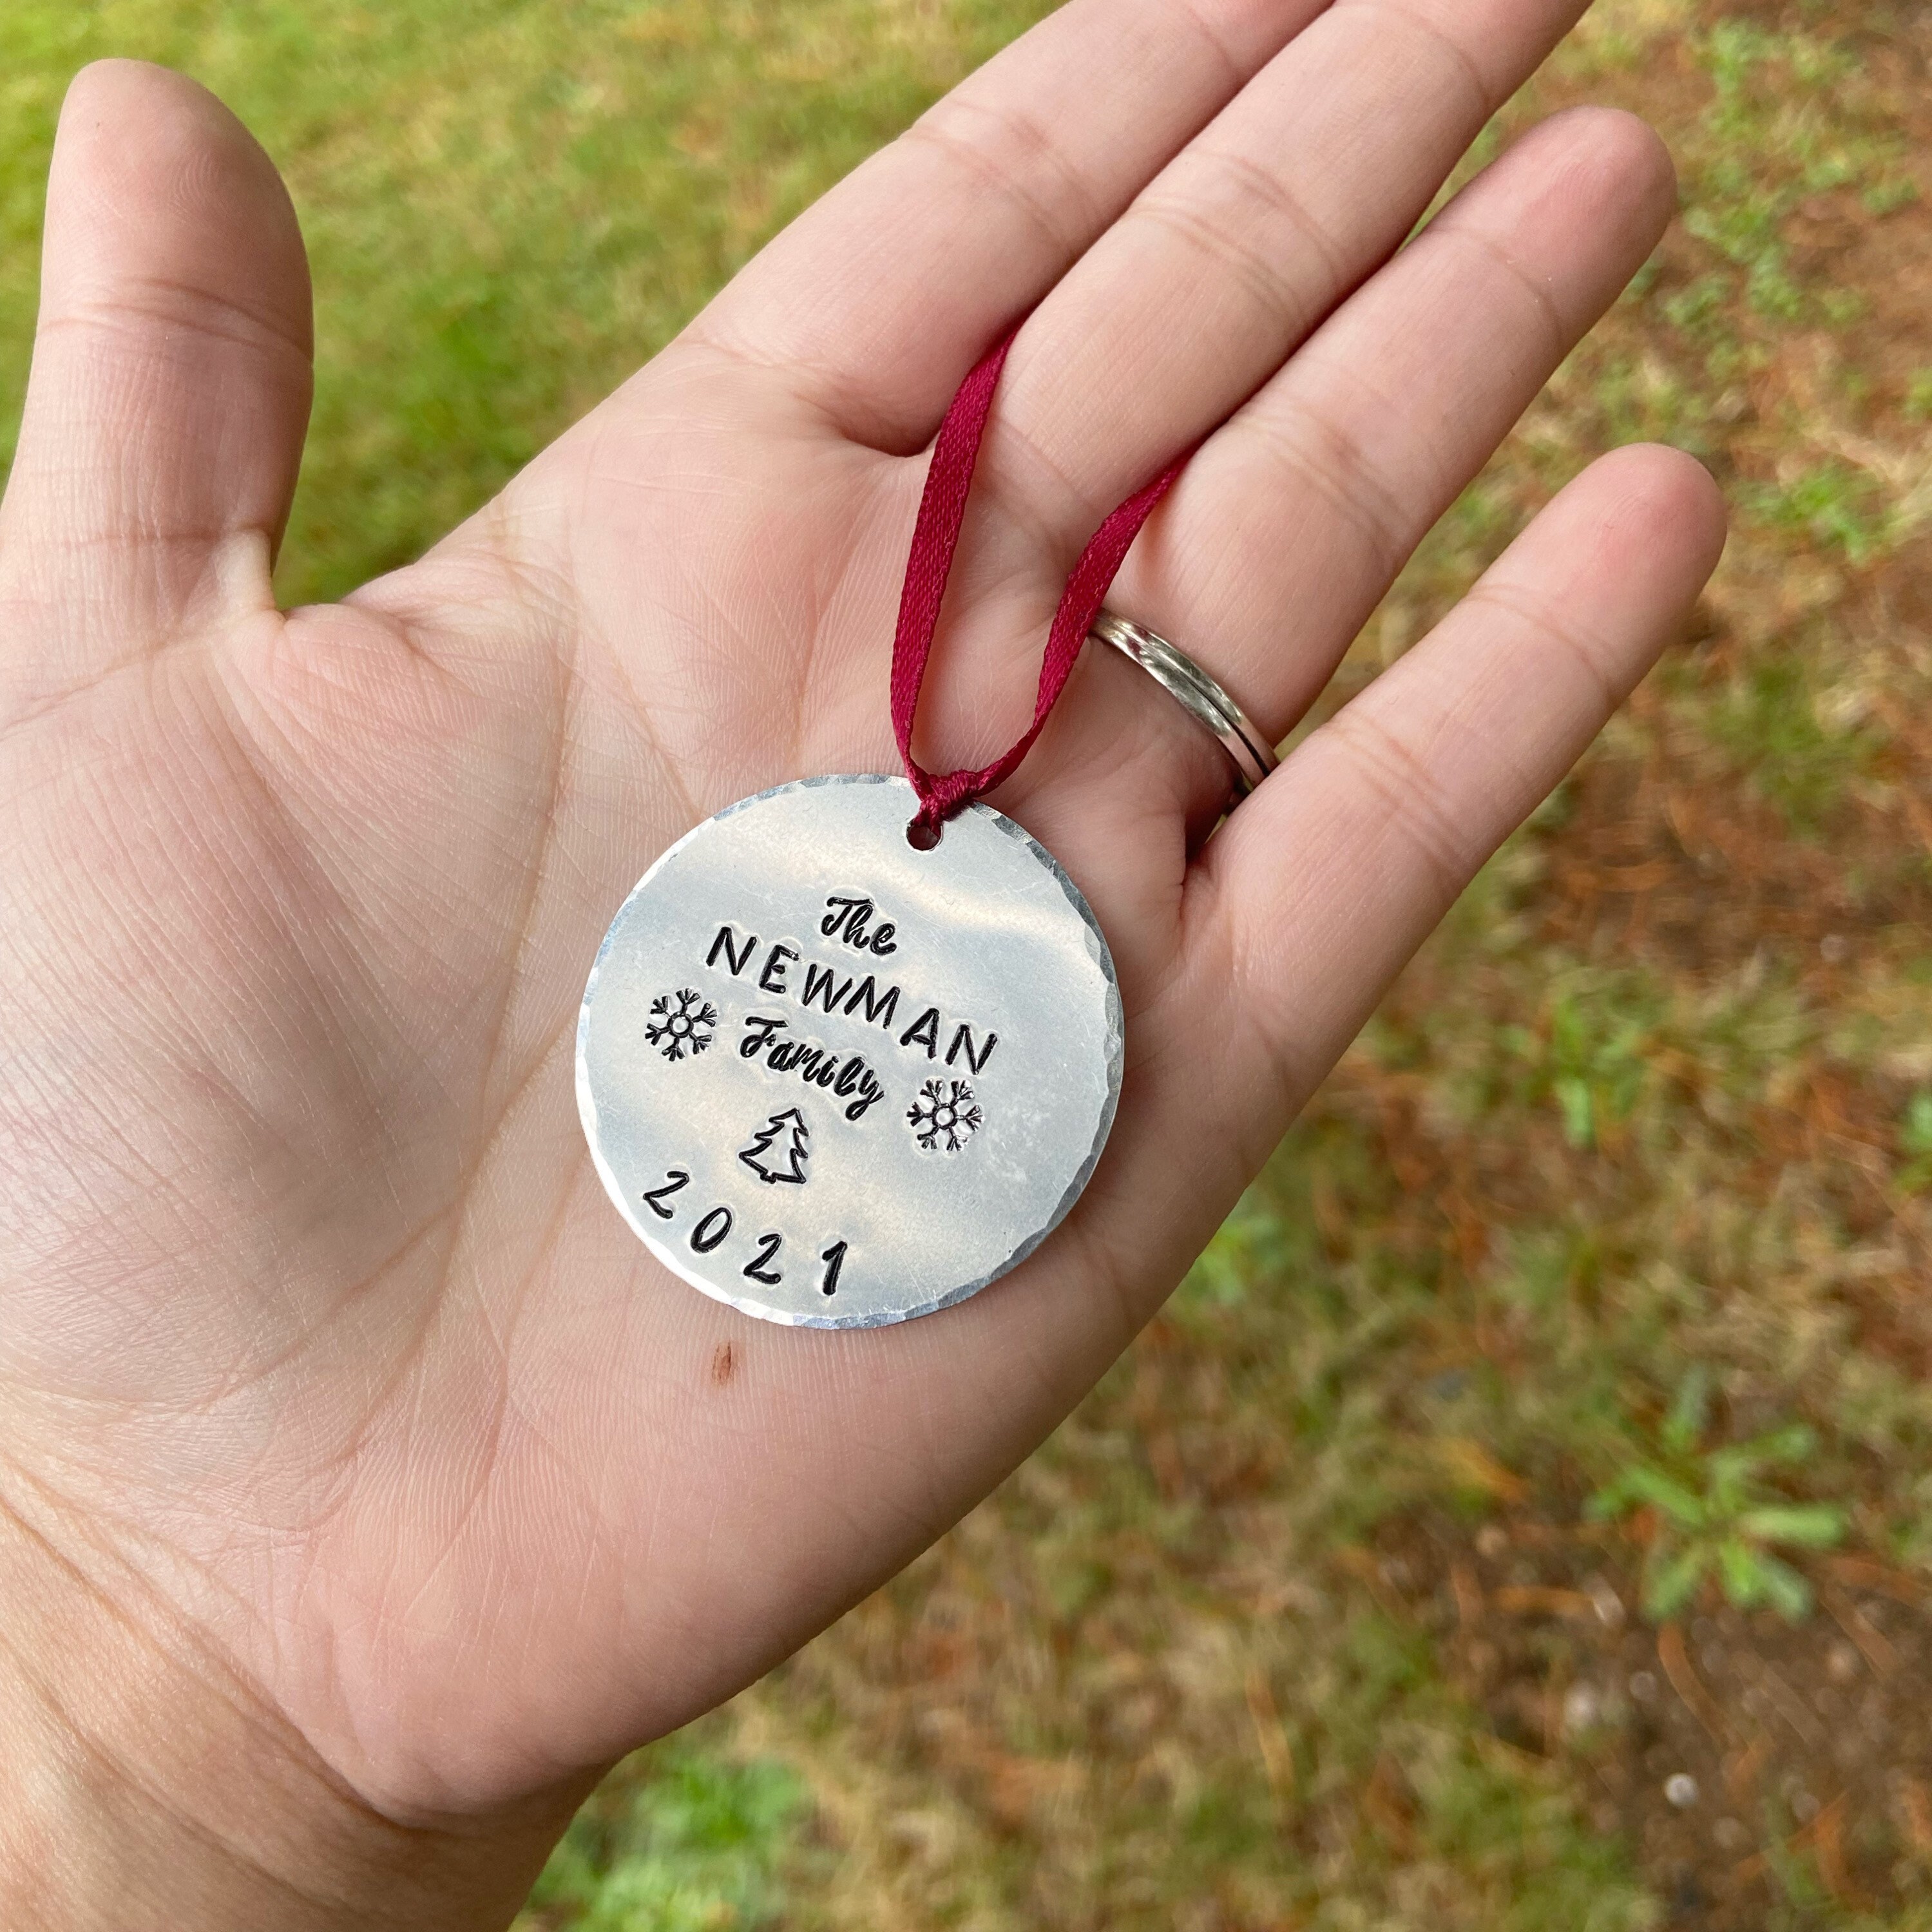 The
NEWMAN
Family
2021